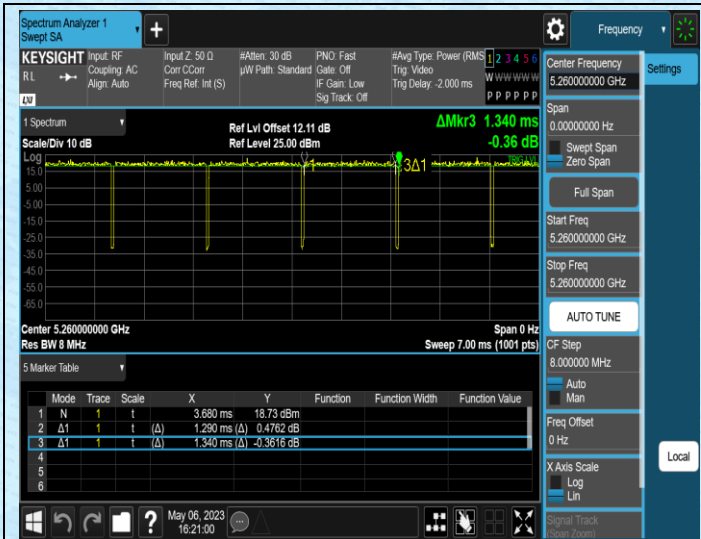 Spectrum Analyzer 1
Swept SA
+
Frequency
KEYSIGHT
Input: RF
Input Z: 50 Ω
#Atten: 30 dB
PNO: Fast
#Avg Type: Power (RMS
1 2 3 4 5 6
RL
Coupling: AC
Corr CCorr
µW Path: Standard
Gate: Off
Trig: Video
W W W W W W
Align: Auto
Freq Ref: Int (S)
IF Gain: Low
Trig Delay: -2.000 ms
Sig Track: Off
P P P P P P
LXI
1 Spectrum
Scale/Div 10 dB
Ref Lvl Offset 12.11 dB
Ref Level 25.00 dBm
ΔMkr3 1.340 ms
-0.36 dB
Log
TRIG LVL
1
3Δ1
15.0
5.00
-5.00
-15.0
-25.0
-35.0
-45.0
-55.0
-65.0
Center 5.260000000 GHz
Span 0 Hz
Res BW 8 MHz
Sweep 7.00 ms (1001 pts)
5 Marker Table
Mode Trace Scale X Y Function Function Width Function Value
1 N 1 t 3.680 ms 18.73 dBm
2 Δ1 1 t (Δ) 1.290 ms (Δ) 0.4762 dB
3 Δ1 1 t (Δ) 1.340 ms (Δ) -0.3616 dB
4
5
6
May 06, 2023
16:21:00
?
Center Frequency
5.260000000 GHz
Settings
Span
0.00000000 Hz
Swept Span
Zero Span
Full Span
Start Freq
5.260000000 GHz
Stop Freq
5.260000000 GHz
AUTO TUNE
CF Step
8.000000 MHz
Auto
Man
Freq Offset
0 Hz
X Axis Scale
Log
Lin
Local
Signal Track
(Span Zoom)